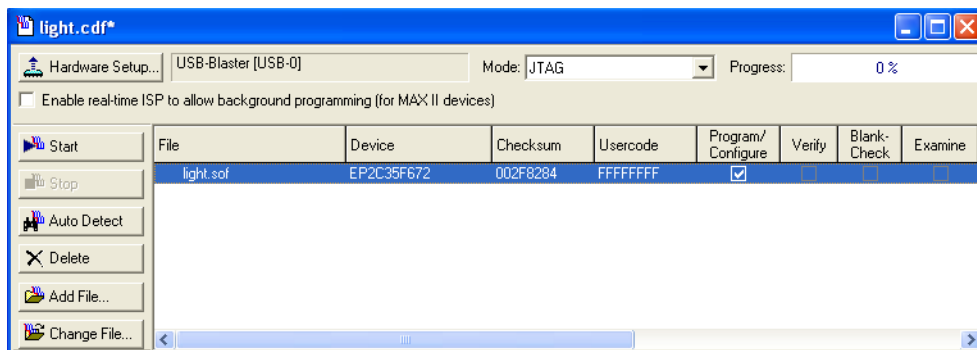 light.cdf*
Hardware Setup... USB-Blaster [USB-0] Mode: JTAG Progress: 0 %
Enable real-time ISP to allow background programming (for MAX II devices)
Start
Stop
Auto Detect
Delete
Add File...
Change File...
File Device Checksum Usercode Program/ Configure Verify Blank- Check Examine
light.sof EP2C35F672 002F8284 FFFFFFFF